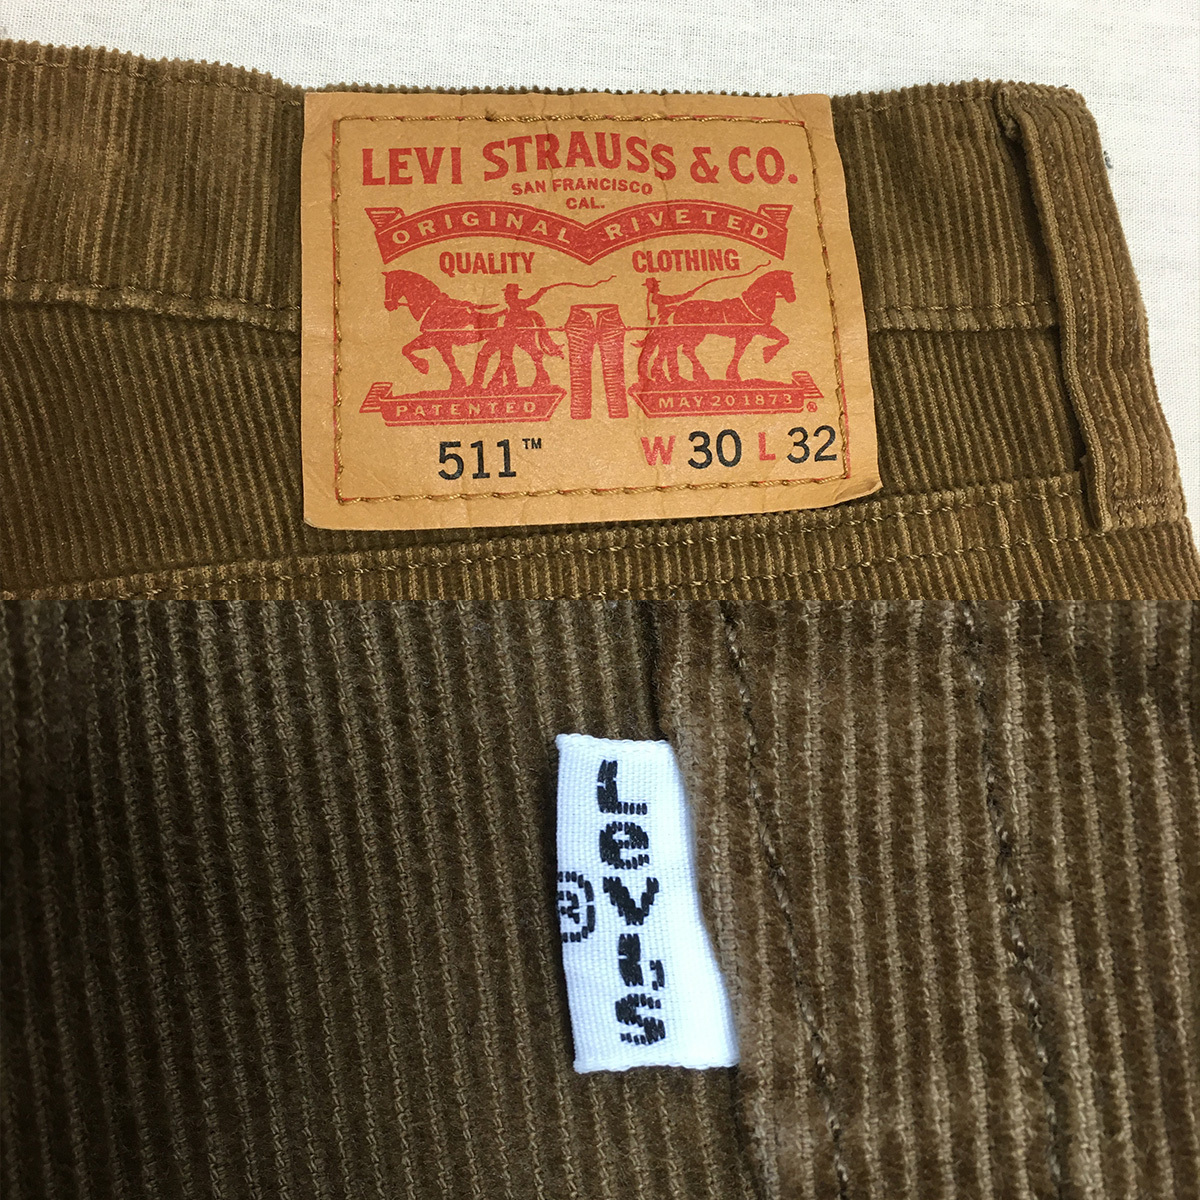 LEVI STRAUSS & CO.
SAN FRANCISCO
CAL.
ORIGINAL RIVETED
QUALITY CLOTHING
PATENTED MAY 20 1873 ®
511™ W 30 L 32
LeVI'S
®